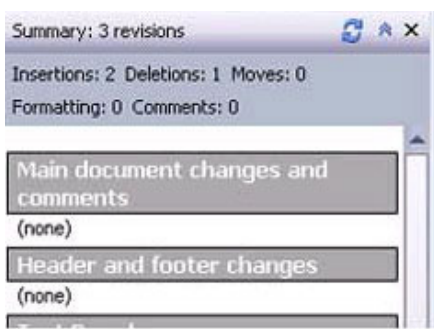 Summary: 3 revisions
Insertions: 2 Deletions: 1 Moves: 0
Formatting: 0 Comments: 0
Main document changes and
comments
(none)
Header and footer changes
(none)